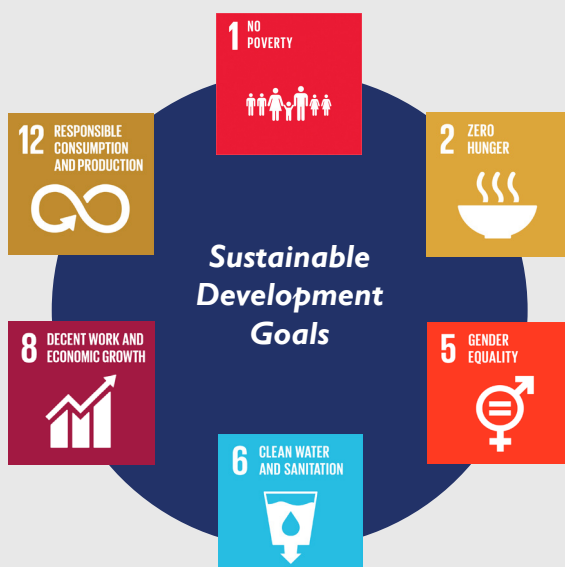 1 NO
POVERTY
2 ZERO
HUNGER
5 GENDER
EQUALITY
6 CLEAN WATER
AND SANITATION
8 DECENT WORK AND
ECONOMIC GROWTH
12 RESPONSIBLE
CONSUMPTION
AND PRODUCTION
Sustainable
Development
Goals